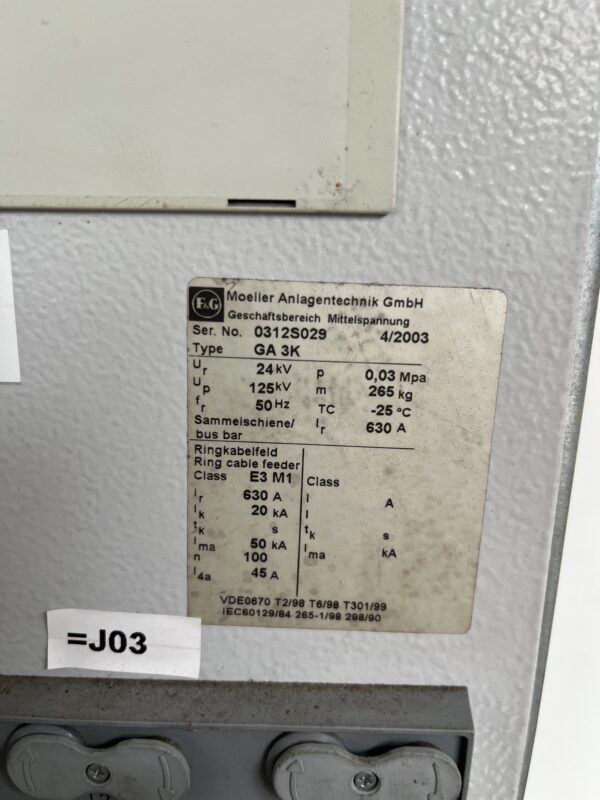 F&G Moeller Anlagentechnik GmbH
Geschäftsbereich Mittelspannung
Ser. No. 0312S029 4/2003
Type GA 3K
Ur 24 kV p 0,03 Mpa
Up 125 kV m 265 kg
fr 50 Hz TC -25 °C
Sammelschiene/ Ir 630 A
bus bar
Ringkabelfeld
Ring cable feeder
Class E3 M1 Class
Ir 630 A I A
Ik 20 kA I
tk s tk s
Ima 50 kA Ima kA
n 100
I4a 45 A
VDE0670 T2/98 T6/98 T301/99
IEC60129/84 265-1/98 298/90
=J03